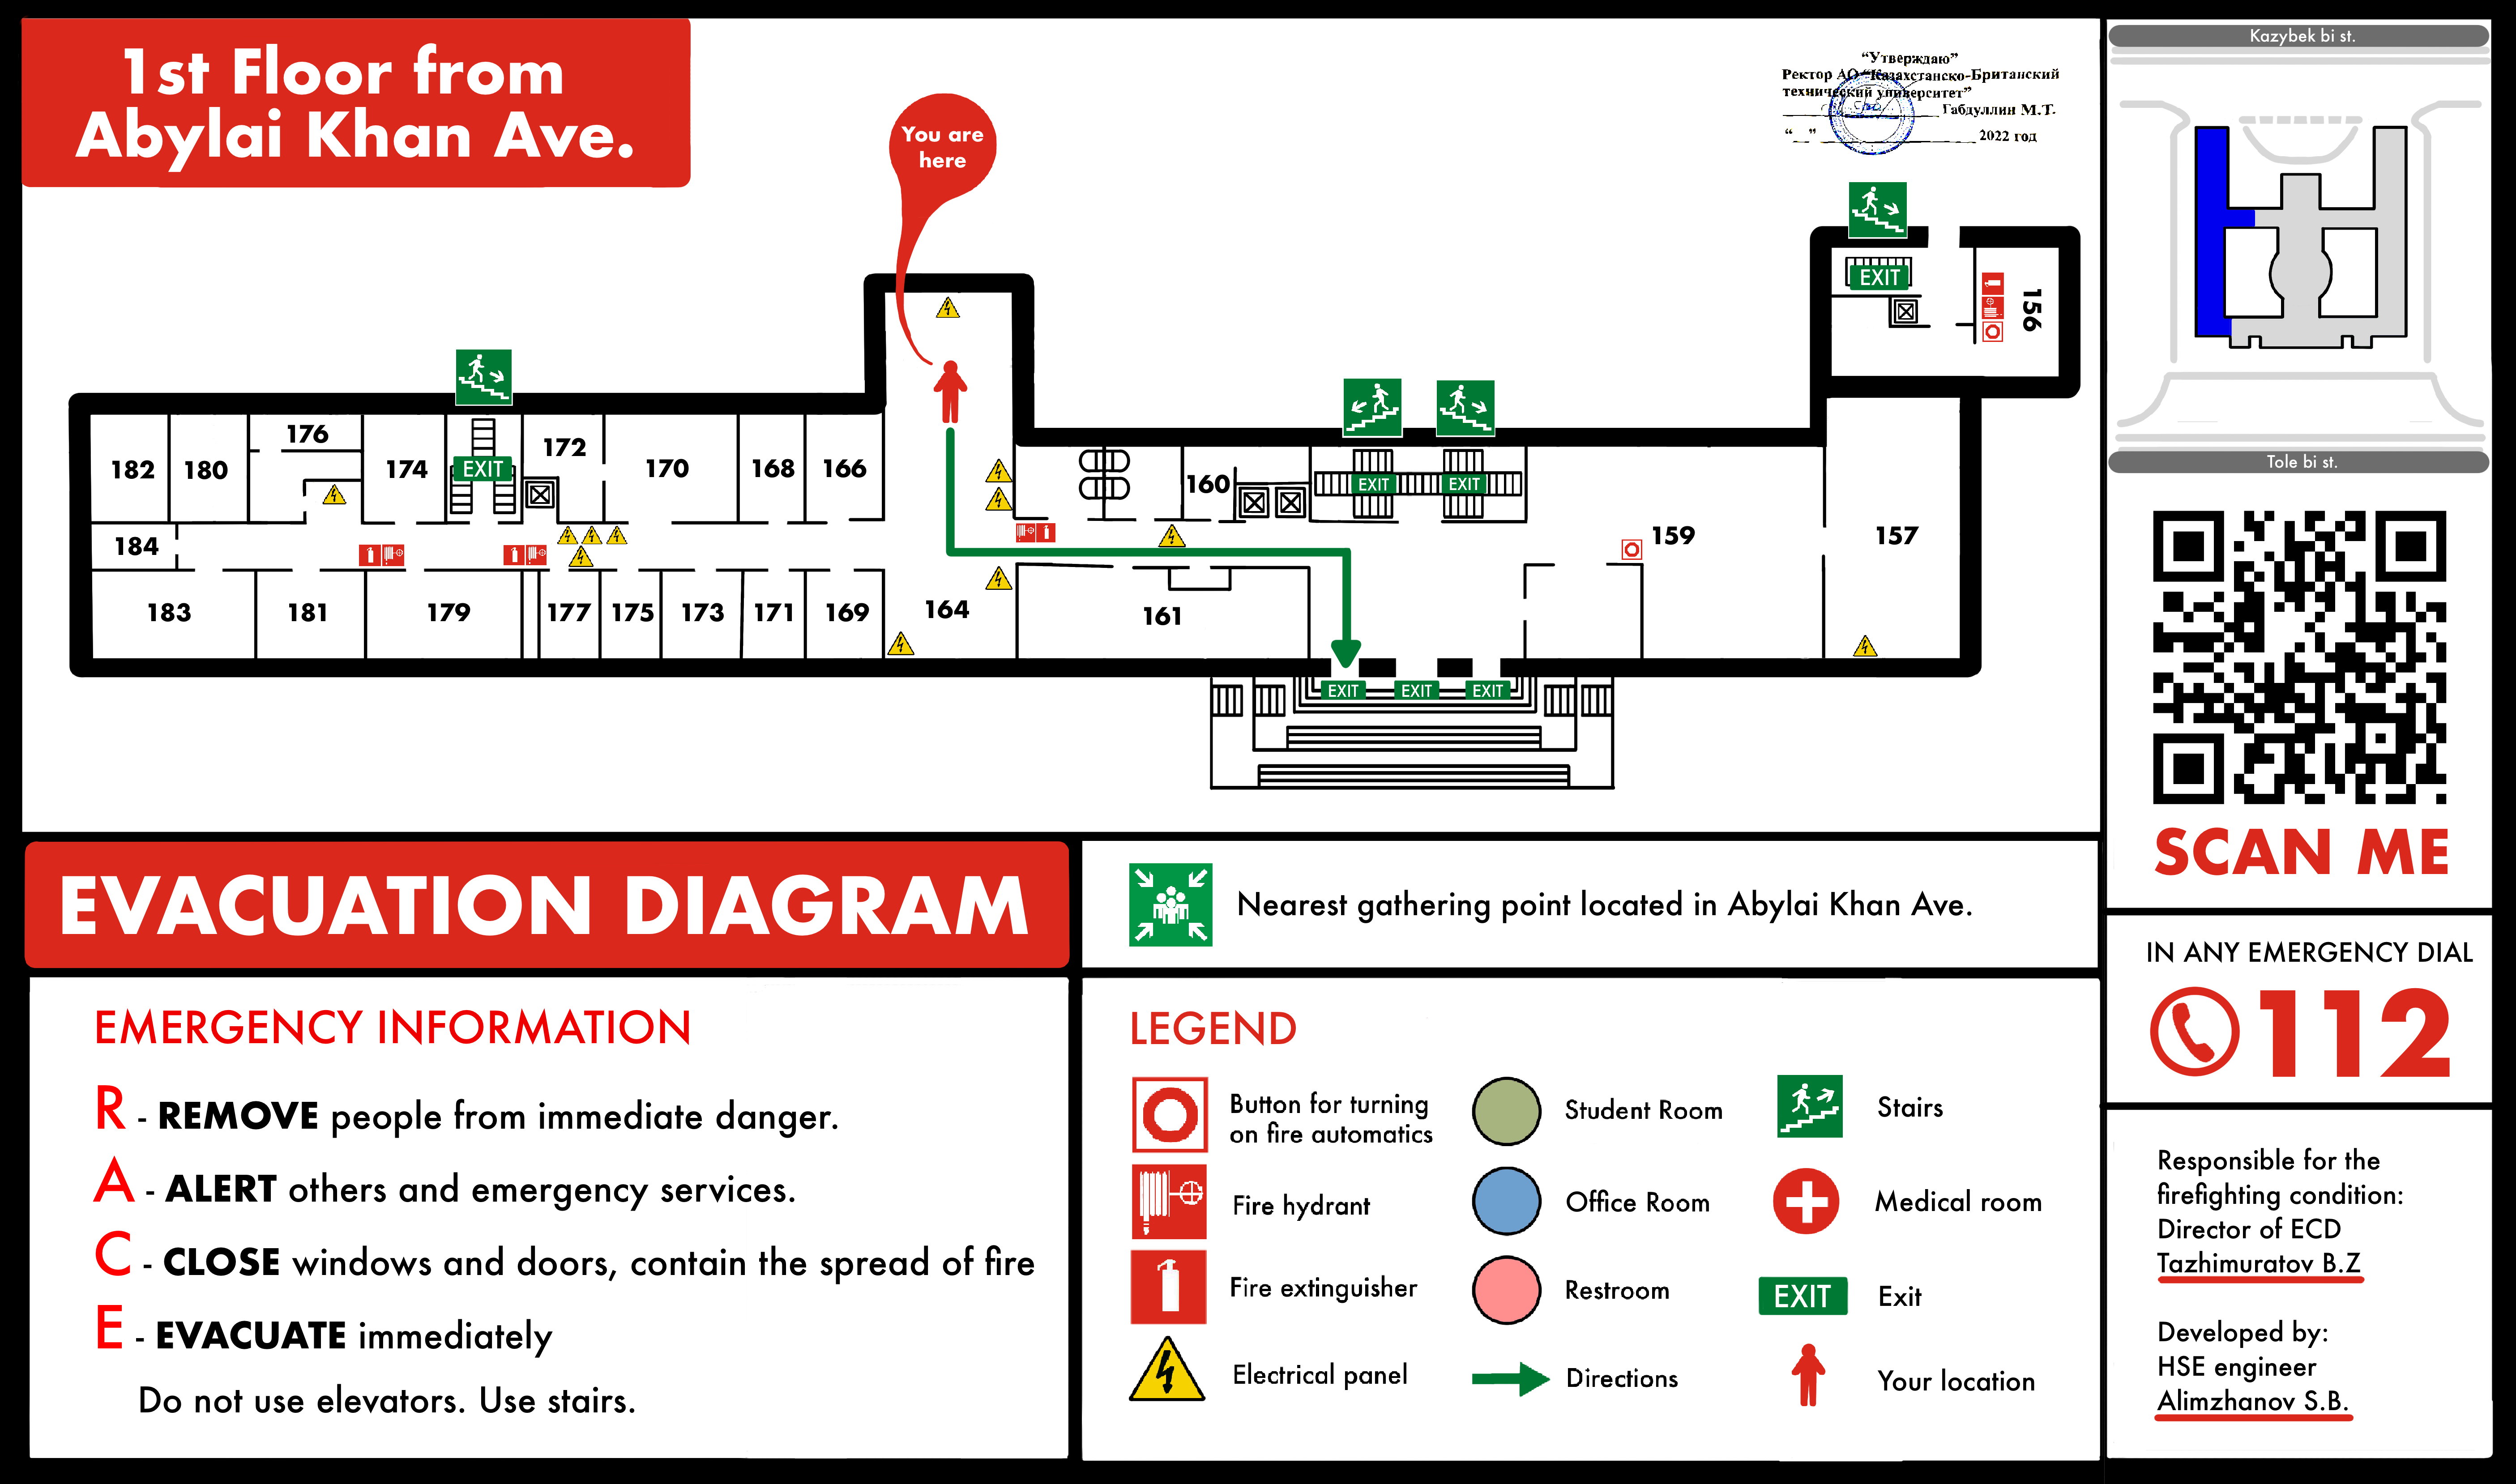 1st Floor from
Abylai Khan Ave.
You are
here
“Утверждаю”
Ректор АО “Казахстанско-Британский
технический университет”
Габдуллин М.Т.
“ ” 2022 год
EXIT
156
182
180
176
174
EXIT
172
170
168
166
160
EXIT
EXIT
159
157
184
183
181
179
177
175
173
171
169
164
161
EXIT
EXIT
EXIT
Kazybek bi st.
Tole bi st.
SCAN ME
EVACUATION DIAGRAM
Nearest gathering point located in Abylai Khan Ave.
IN ANY EMERGENCY DIAL
112
EMERGENCY INFORMATION
R - REMOVE people from immediate danger.
A - ALERT others and emergency services.
C - CLOSE windows and doors, contain the spread of fire
E - EVACUATE immediately
Do not use elevators. Use stairs.
LEGEND
Button for turning
on fire automatics
Fire hydrant
Fire extinguisher
Electrical panel
Student Room
Office Room
Restroom
Directions
Stairs
Medical room
EXIT Exit
Your location
Responsible for the
firefighting condition:
Director of ECD
Tazhimuratov B.Z
Developed by:
HSE engineer
Alimzhanov S.B.